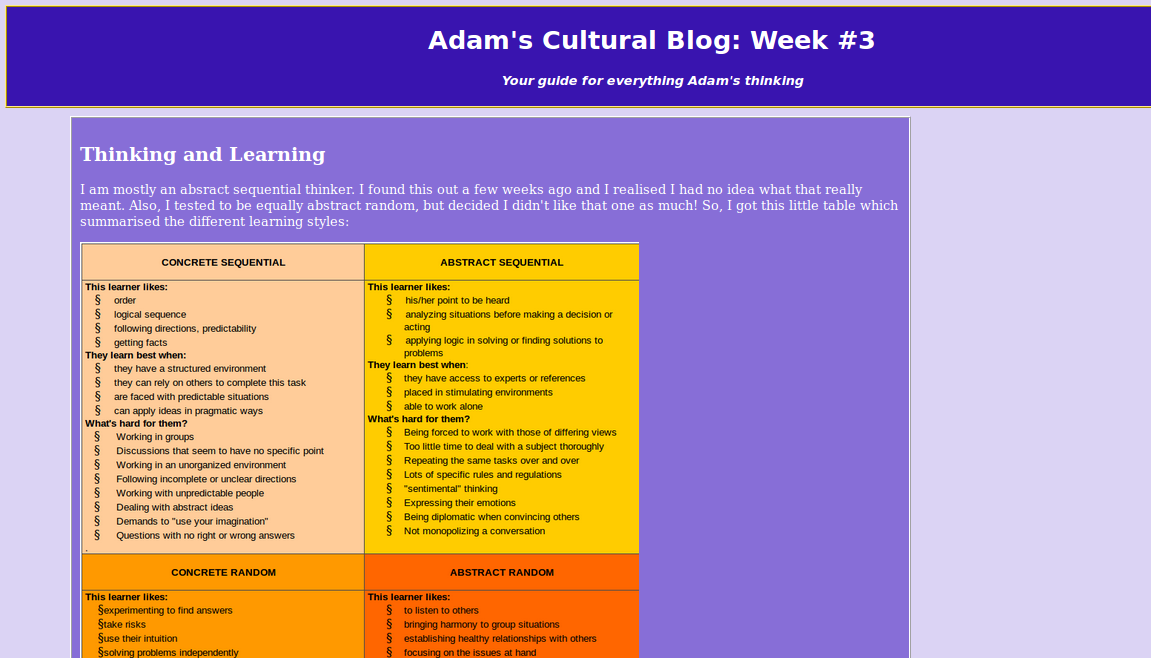 Adam's Cultural Blog: Week #3
Your guide for everything Adam's thinking
Thinking and Learning
I am mostly an absract sequential thinker. I found this out a few weeks ago and I realised I had no idea what that really
meant. Also, I tested to be equally abstract random, but decided I didn't like that one as much! So, I got this little table which
summarised the different learning styles:
CONCRETE SEQUENTIAL
This learner likes:
§ order
§ logical sequence
§ following directions, predictability
§ getting facts
They learn best when:
§ they have a structured environment
§ they can rely on others to complete this task
§ are faced with predictable situations
§ can apply ideas in pragmatic ways
What's hard for them?
§ Working in groups
§ Discussions that seem to have no specific point
§ Working in an unorganized environment
§ Following incomplete or unclear directions
§ Working with unpredictable people
§ Dealing with abstract ideas
§ Demands to "use your imagination"
§ Questions with no right or wrong answers
.
ABSTRACT SEQUENTIAL
This learner likes:
§ his/her point to be heard
§ analyzing situations before making a decision or
acting
§ applying logic in solving or finding solutions to
problems
They learn best when:
§ they have access to experts or references
§ placed in stimulating environments
§ able to work alone
What's hard for them?
§ Being forced to work with those of differing views
§ Too little time to deal with a subject thoroughly
§ Repeating the same tasks over and over
§ Lots of specific rules and regulations
§ "sentimental" thinking
§ Expressing their emotions
§ Being diplomatic when convincing others
§ Not monopolizing a conversation
CONCRETE RANDOM
This learner likes:
§experimenting to find answers
§take risks
§use their intuition
§solving problems independently
ABSTRACT RANDOM
This learner likes:
§ to listen to others
§ bringing harmony to group situations
§ establishing healthy relationships with others
§ focusing on the issues at hand